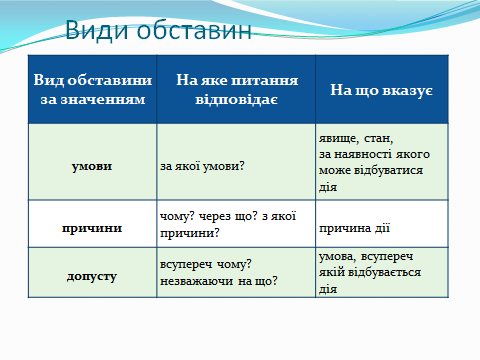 Види обставин
Вид обставини
за значенням
На яке питання
відповідає
На що вказує
умови
за якої умови?
явище, стан,
за наявності якого
може відбуватися
дія
причини
чому? через що? з якої
причини?
причина дії
допусту
всупереч чому?
незважаючи на що?
умова, всупереч
якій відбувається
дія